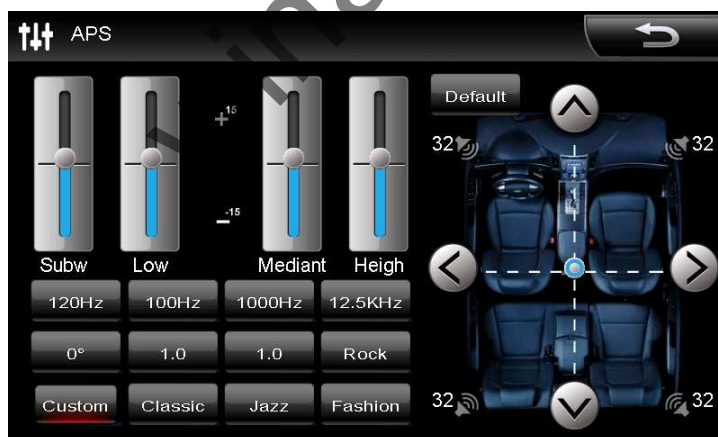 APS
Default
+15
-15
32 32
Subw Low Mediant Heigh
120Hz 100Hz 1000Hz 12.5KHz
0° 1.0 1.0 Rock
Custom Classic Jazz Fashion
32 32